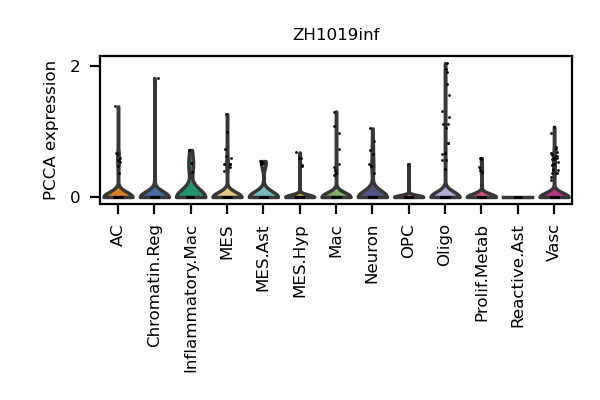 ZH1019inf
PCCA expression
2
0
AC
Chromatin.Reg
Inflammatory.Mac
MES
MES.Ast
MES.Hyp
Mac
Neuron
OPC
Oligo
Prolif.Metab
Reactive.Ast
Vasc